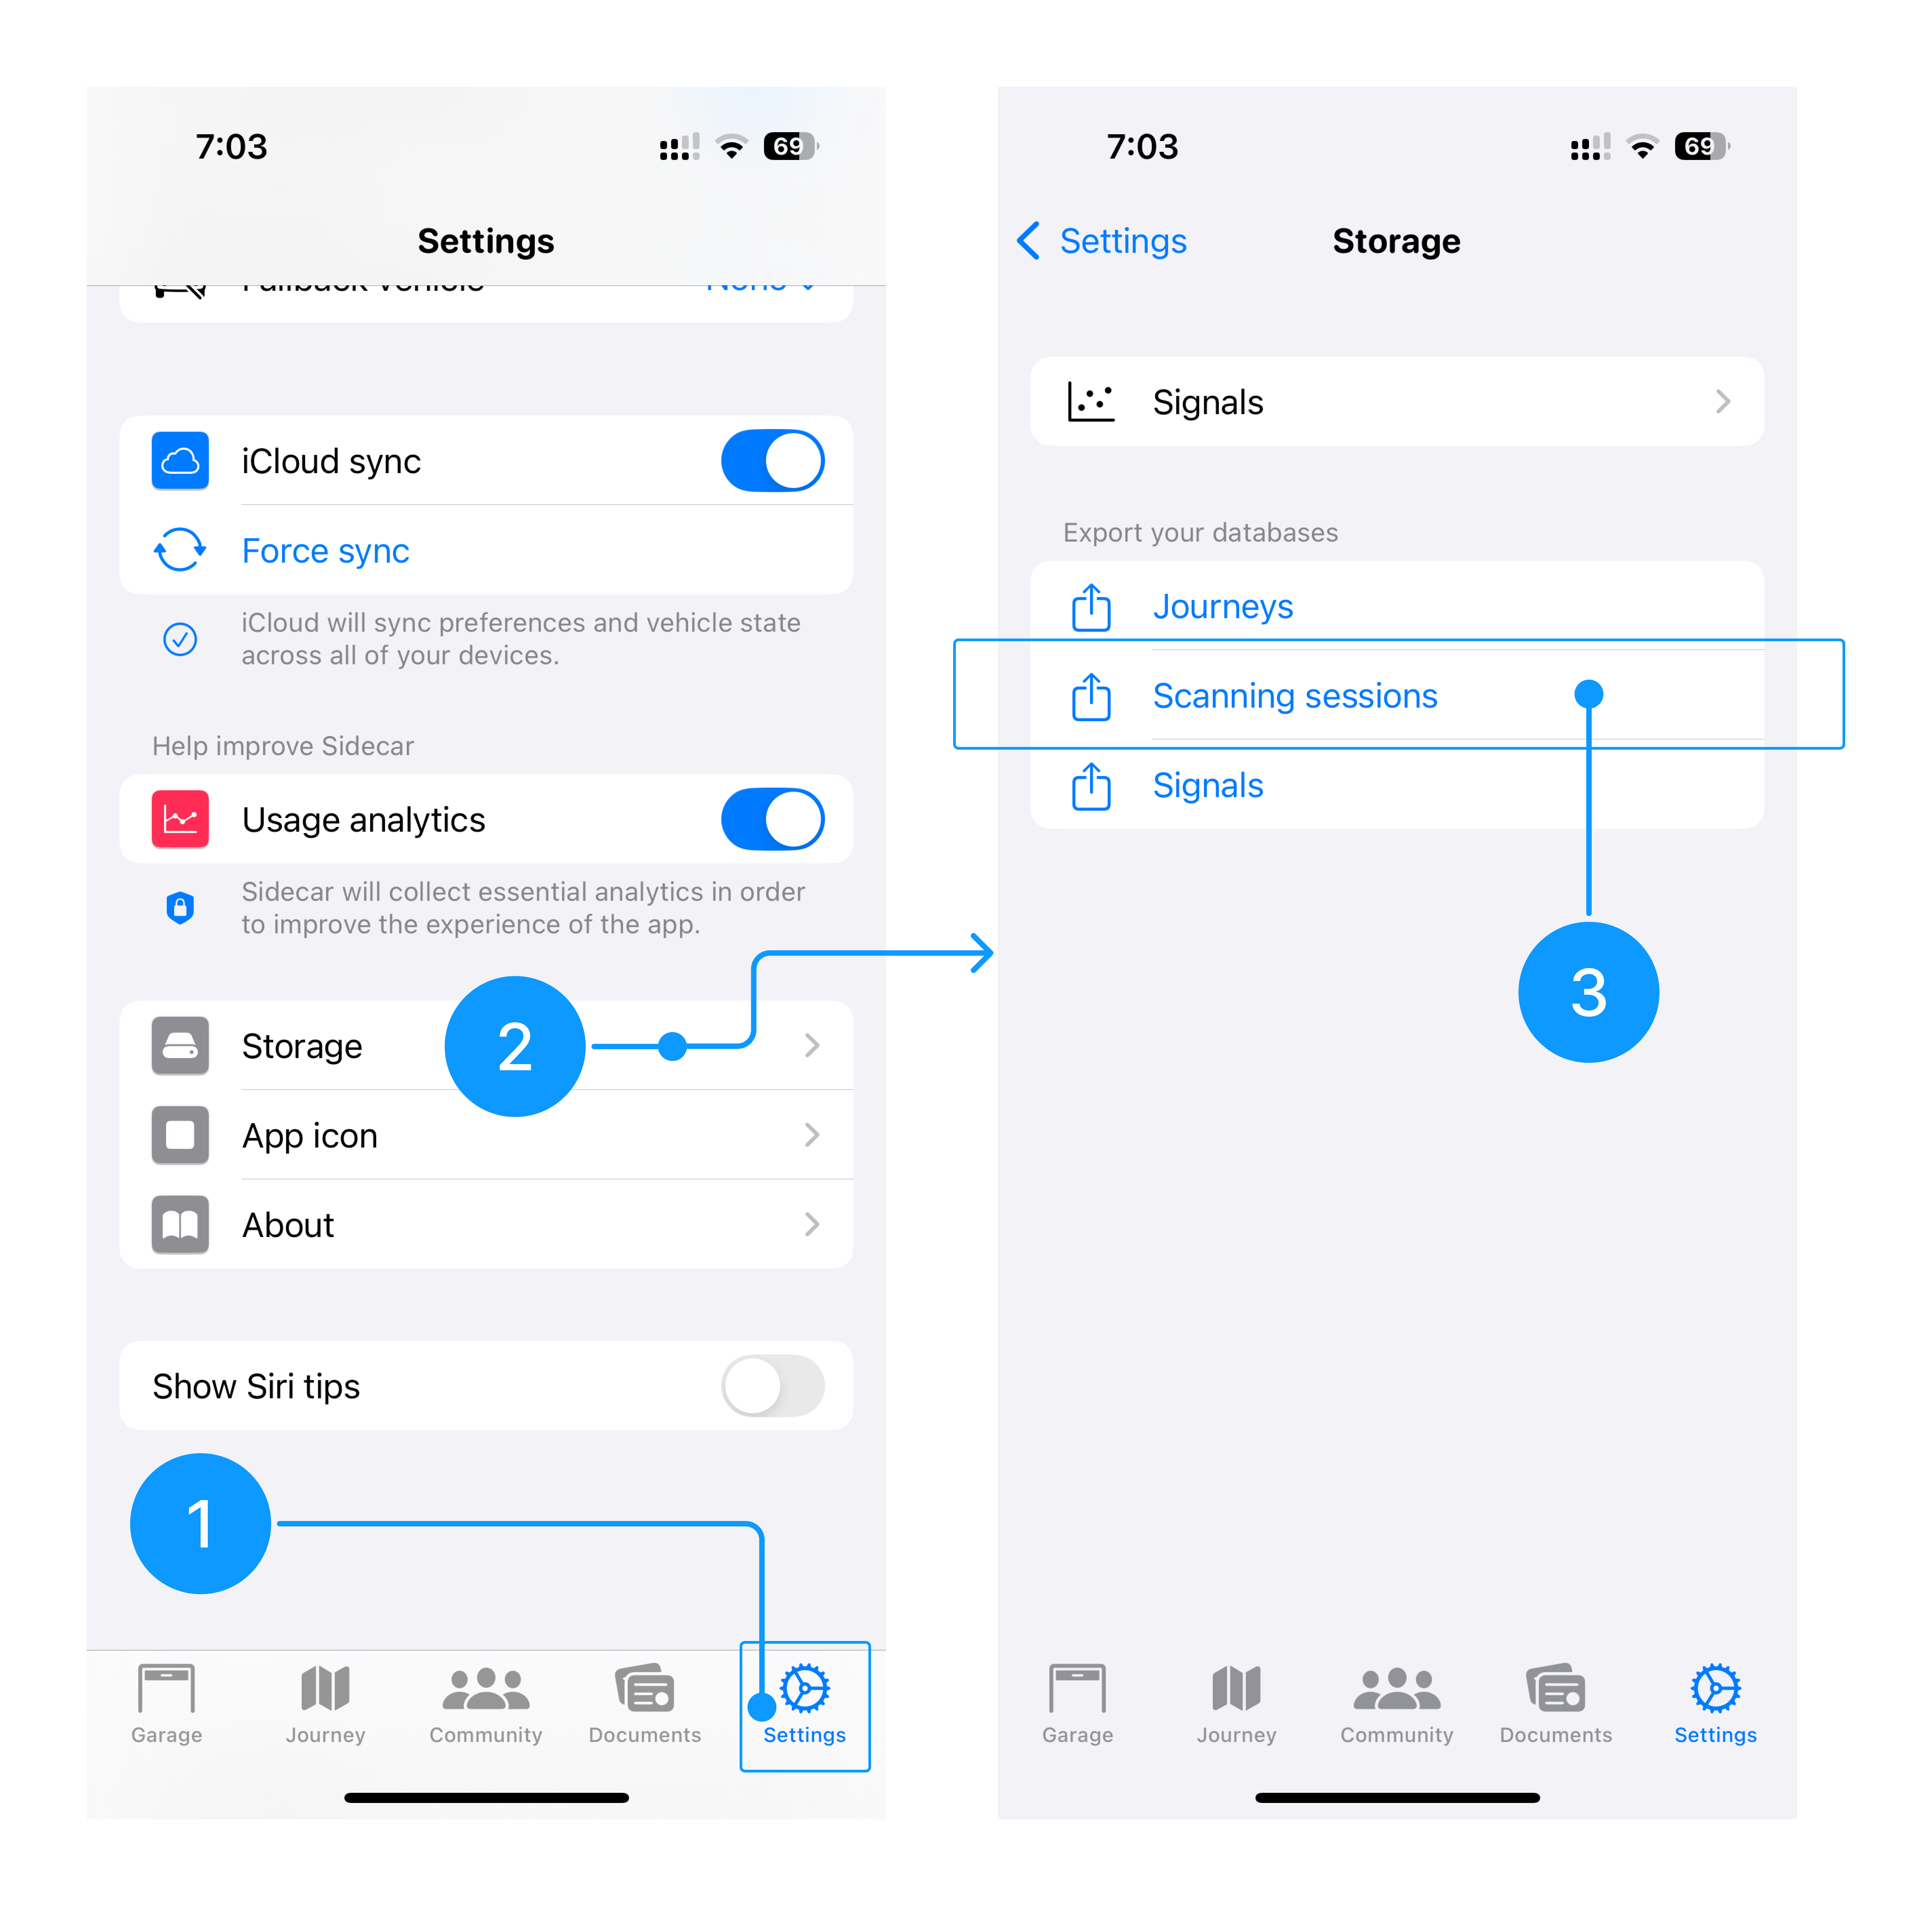 7:03
69
Settings
Fallback vehicle
None
iCloud sync
Force sync
iCloud will sync preferences and vehicle state
across all of your devices.
Help improve Sidecar
Usage analytics
Sidecar will collect essential analytics in order
to improve the experience of the app.
Storage
2
App icon
About
Show Siri tips
1
Garage
Journey
Community
Documents
Settings
7:03
69
Settings
Storage
Signals
Export your databases
Journeys
Scanning sessions
Signals
3
Garage
Journey
Community
Documents
Settings